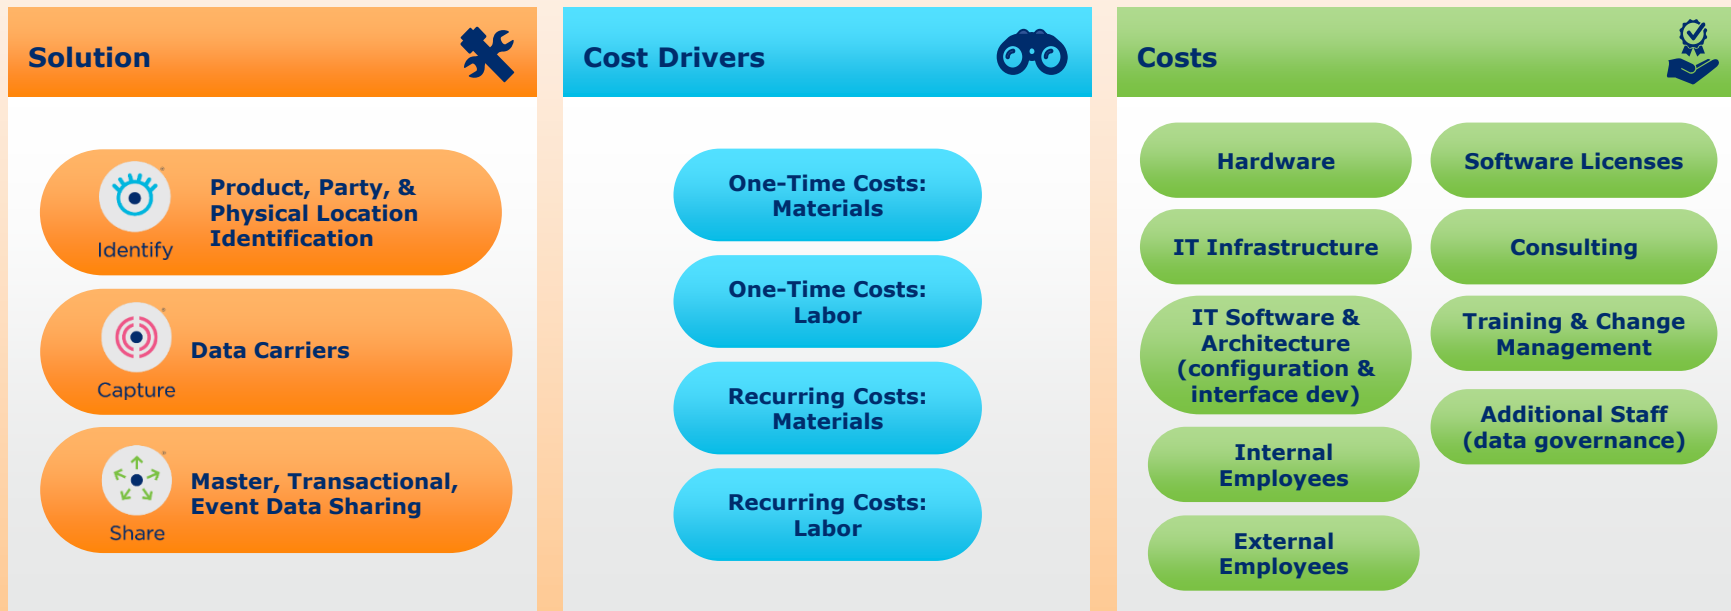 Solution
Identify
Product, Party, &
Physical Location
Identification
Capture
Data Carriers
Share
Master, Transactional,
Event Data Sharing
Cost Drivers
One-Time Costs:
Materials
One-Time Costs:
Labor
Recurring Costs:
Materials
Recurring Costs:
Labor
Costs
Hardware
IT Infrastructure
IT Software &
Architecture
(configuration &
interface dev)
Internal
Employees
External
Employees
Software Licenses
Consulting
Training & Change
Management
Additional Staff
(data governance)